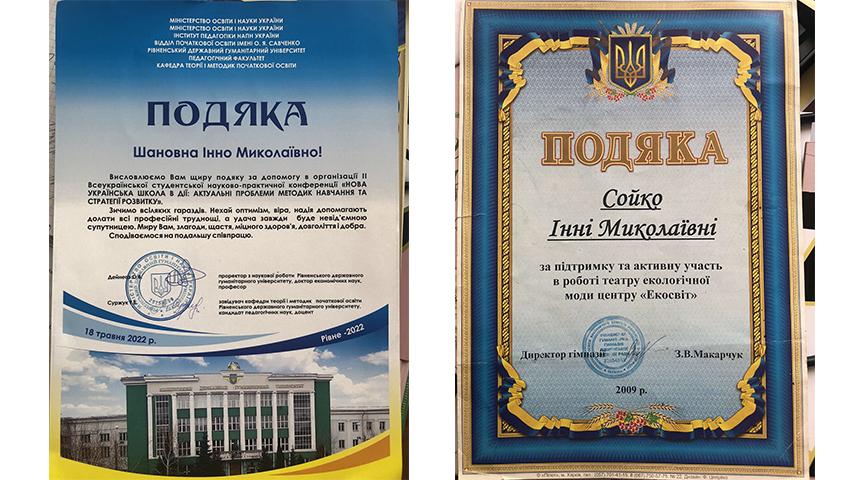 МІНІСТЕРСТВО ОСВІТИ І НАУКИ УКРАЇНИ
МІНІСТЕРСТВО ОСВІТИ І НАУКИ УКРАЇНИ
ІНСТИТУТ ПЕДАГОГІКИ НАПН УКРАЇНИ
ВІДДІЛ ПОЧАТКОВОЇ ОСВІТИ ІМЕНІ О. Я. САВЧЕНКО
РІВНЕНСЬКИЙ ДЕРЖАВНИЙ ГУМАНІТАРНИЙ УНІВЕРСИТЕТ
ПЕДАГОГІЧНИЙ ФАКУЛЬТЕТ
КАФЕДРА ТЕОРІЇ І МЕТОДИК ПОЧАТКОВОЇ ОСВІТИ
ПОДЯКА
Шановна Інно Миколаївно!
Висловлюємо Вам щиру подяку за допомогу в організації ІІ
Всеукраїнської студентської науково-практичної конференції «НОВА
УКРАЇНСЬКА ШКОЛА В ДІЇ: АКТУАЛЬНІ ПРОБЛЕМИ МЕТОДИК НАВЧАННЯ ТА
СТРАТЕГІЇ РОЗВИТКУ».
Зичимо всіляких гараздів. Нехай оптимізм, віра, надія допомагають
долати всі професійні труднощі, а удача завжди буде невід'ємною
супутницею. Миру Вам, злагоди, щастя, міцного здоров'я, довголіття і добра.
Сподіваємося на подальшу співпрацю.
проректор з наукової роботи Рівненського державного
гуманітарного університету, доктор економічних наук,
професор
завідувач кафедри теорії і методик початкової освіти
Рівненського державного гуманітарного університету,
кандидат педагогічних наук, доцент
18 травня 2022 р.
Рівне -2022
ПОДЯКА
Сойко
Інні Миколаївні
за підтримку та активну участь
в роботі театру екологічної
моди центру «Екосвіт»
Директор гімназії З.В.Макарчук
2009 р.